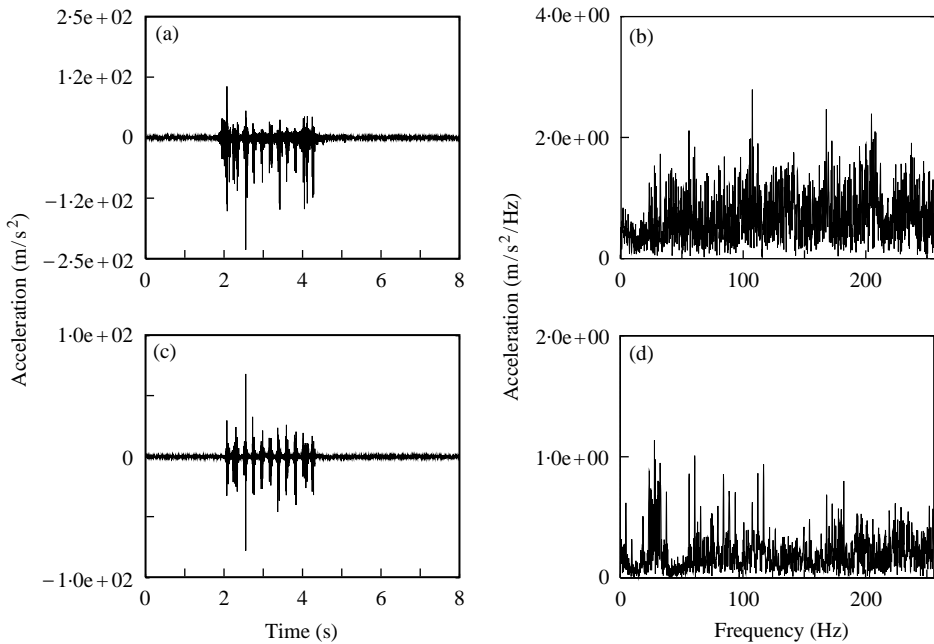 2·5e+02
(a)
1·2e+02
0
−1·2e+02
−2·5e+02
0 2 4 6 8
4·0e+00
(b)
2·0e+00
0
0 100 200
Acceleration (m/s²)
Acceleration (m/s²/Hz)
1·0e+02
(c)
0
−1·0e+02
0 2 4 6 8
Time (s)
2·0e+00
(d)
1·0e+00
0
0 100 200
Frequency (Hz)